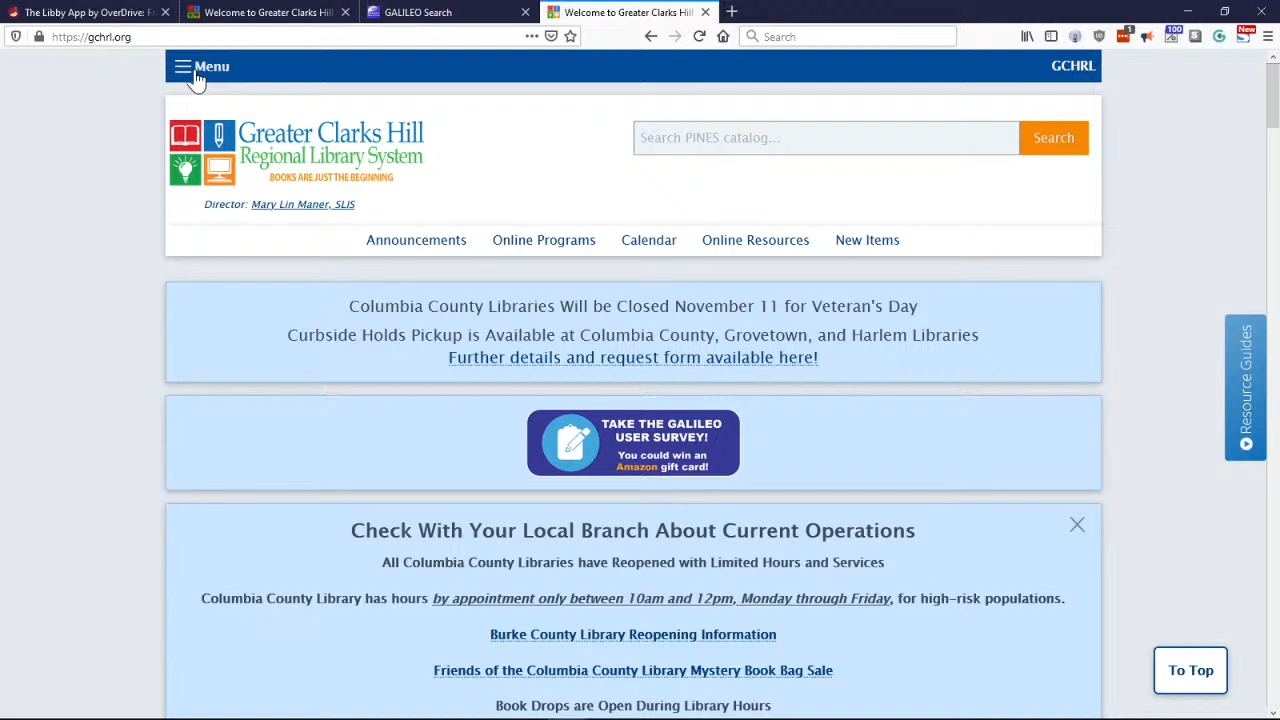 The Libby App by OverDrive: F
Welcome to Greater Clarks Hill
GALILEO Search
Welcome to Greater Clarks Hill
https://gchrl.org
Search
1
100
New
Menu
GCHRL
Greater Clarks Hill
Regional Library System
BOOKS ARE JUST THE BEGINNING
Search PINES catalog...
Search
Director: Mary Lin Maner, SLIS
Announcements
Online Programs
Calendar
Online Resources
New Items
Columbia County Libraries Will be Closed November 11 for Veteran's Day
Curbside Holds Pickup is Available at Columbia County, Grovetown, and Harlem Libraries
Further details and request form available here!
Resource Guides
TAKE THE GALILEO
USER SURVEY!
You could win an
Amazon gift card!
Check With Your Local Branch About Current Operations
All Columbia County Libraries have Reopened with Limited Hours and Services
Columbia County Library has hours by appointment only between 10am and 12pm, Monday through Friday, for high-risk populations.
Burke County Library Reopening Information
Friends of the Columbia County Library Mystery Book Bag Sale
To Top
Book Drops are Open During Library Hours